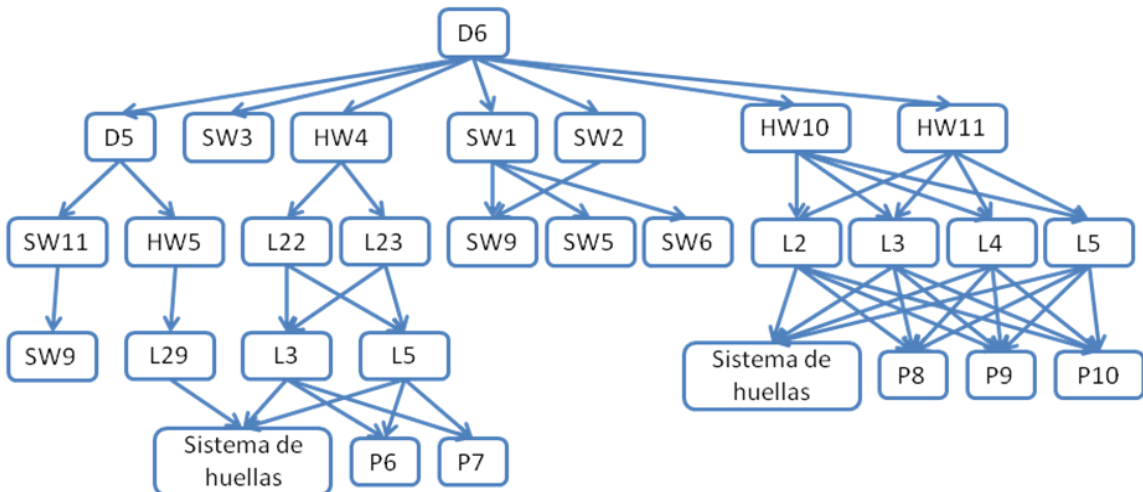 D6
D5
SW3
HW4
SW1
SW2
HW10
HW11
SW11
HW5
L22
L23
SW9
SW5
SW6
L2
L3
L4
L5
SW9
L29
L3
L5
Sistema de
huellas
P8
P9
P10
Sistema de
huellas
P6
P7